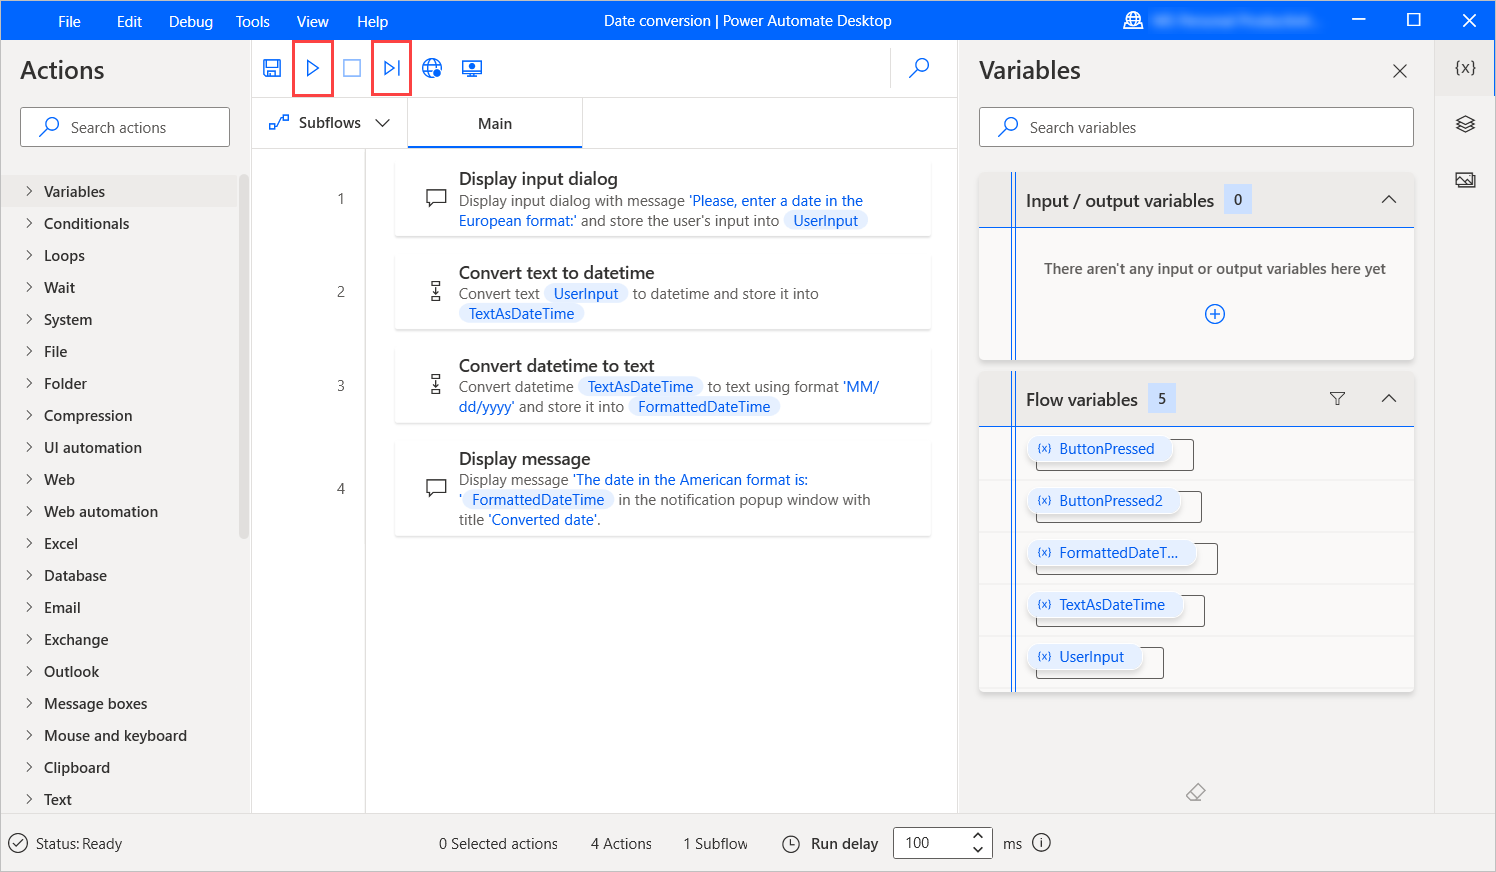 File Edit Debug Tools View Help
Date conversion | Power Automate Desktop
Actions
Search actions
Variables
Conditionals
Loops
Wait
System
File
Folder
Compression
UI automation
Web
Web automation
Excel
Database
Email
Exchange
Outlook
Message boxes
Mouse and keyboard
Clipboard
Text
Subflows
Main
1
Display input dialog
Display input dialog with message 'Please, enter a date in the
European format:' and store the user's input into UserInput
2
Convert text to datetime
Convert text UserInput to datetime and store it into
TextAsDateTime
3
Convert datetime to text
Convert datetime TextAsDateTime to text using format 'MM/
dd/yyyy' and store it into FormattedDateTime
4
Display message
Display message 'The date in the American format is:
' FormattedDateTime in the notification popup window with
title 'Converted date'.
Variables
{x}
Search variables
Input / output variables 0
There aren't any input or output variables here yet
Flow variables 5
{x} ButtonPressed
{x} ButtonPressed2
{x} FormattedDateT...
{x} TextAsDateTime
{x} UserInput
Status: Ready
0 Selected actions
4 Actions
1 Subflow
Run delay 100 ms